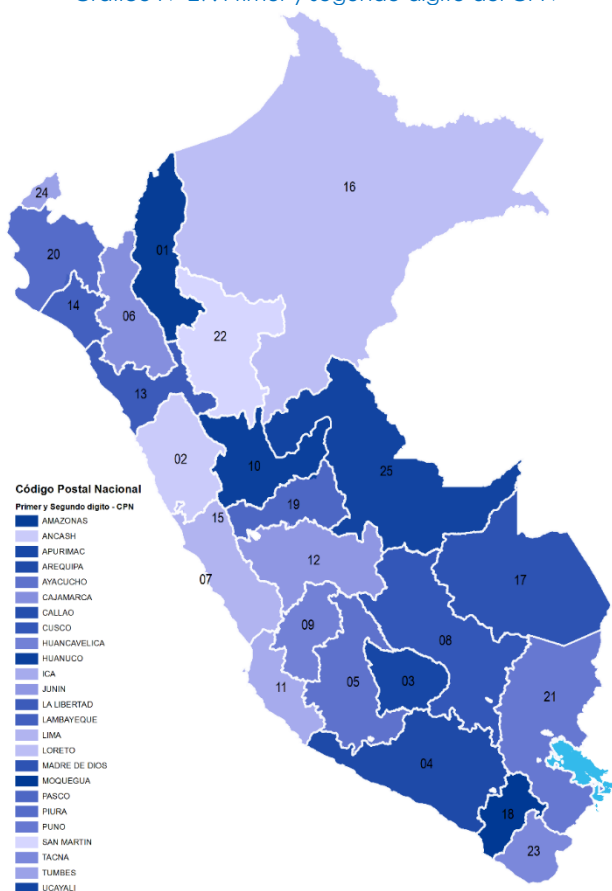 24
16
20
01
14
06
22
13
02
10
25
19
15
12
17
07
09
08
11
05
03
21
04
18
23
Código Postal Nacional
Primer y Segundo digito - CPN
AMAZONAS
ANCASH
APURIMAC
AREQUIPA
AYACUCHO
CAJAMARCA
CALLAO
CUSCO
HUANCAVELICA
HUANUCO
ICA
JUNIN
LA LIBERTAD
LAMBAYEQUE
LIMA
LORETO
MADRE DE DIOS
MOQUEGUA
PASCO
PIURA
PUNO
SAN MARTIN
TACNA
TUMBES
UCAYALI